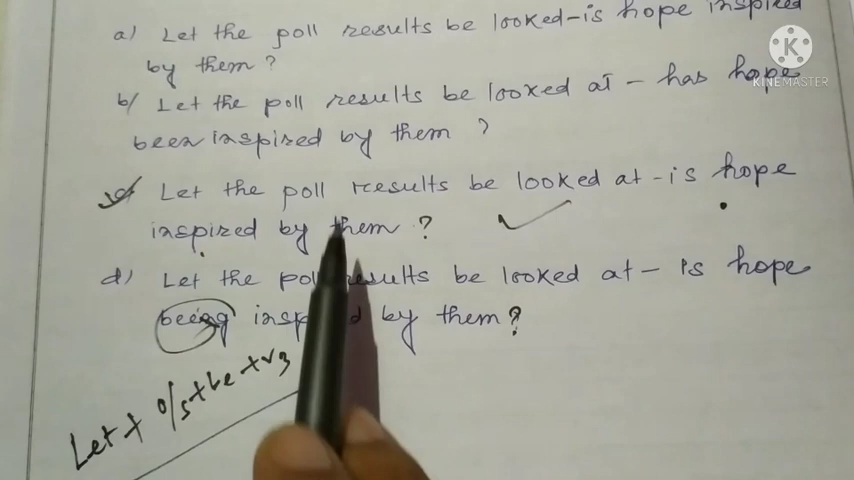 a) Let the poll results be looked-is hope inspired
by them?
b) Let the poll results be looked at - has hope
been inspired by them?
c) Let the poll results be looked at - is hope
inspired by them?
d) Let the poll results be looked at - is hope
being inspired by them?
Let + o/s + be + v3
KINEMASTER